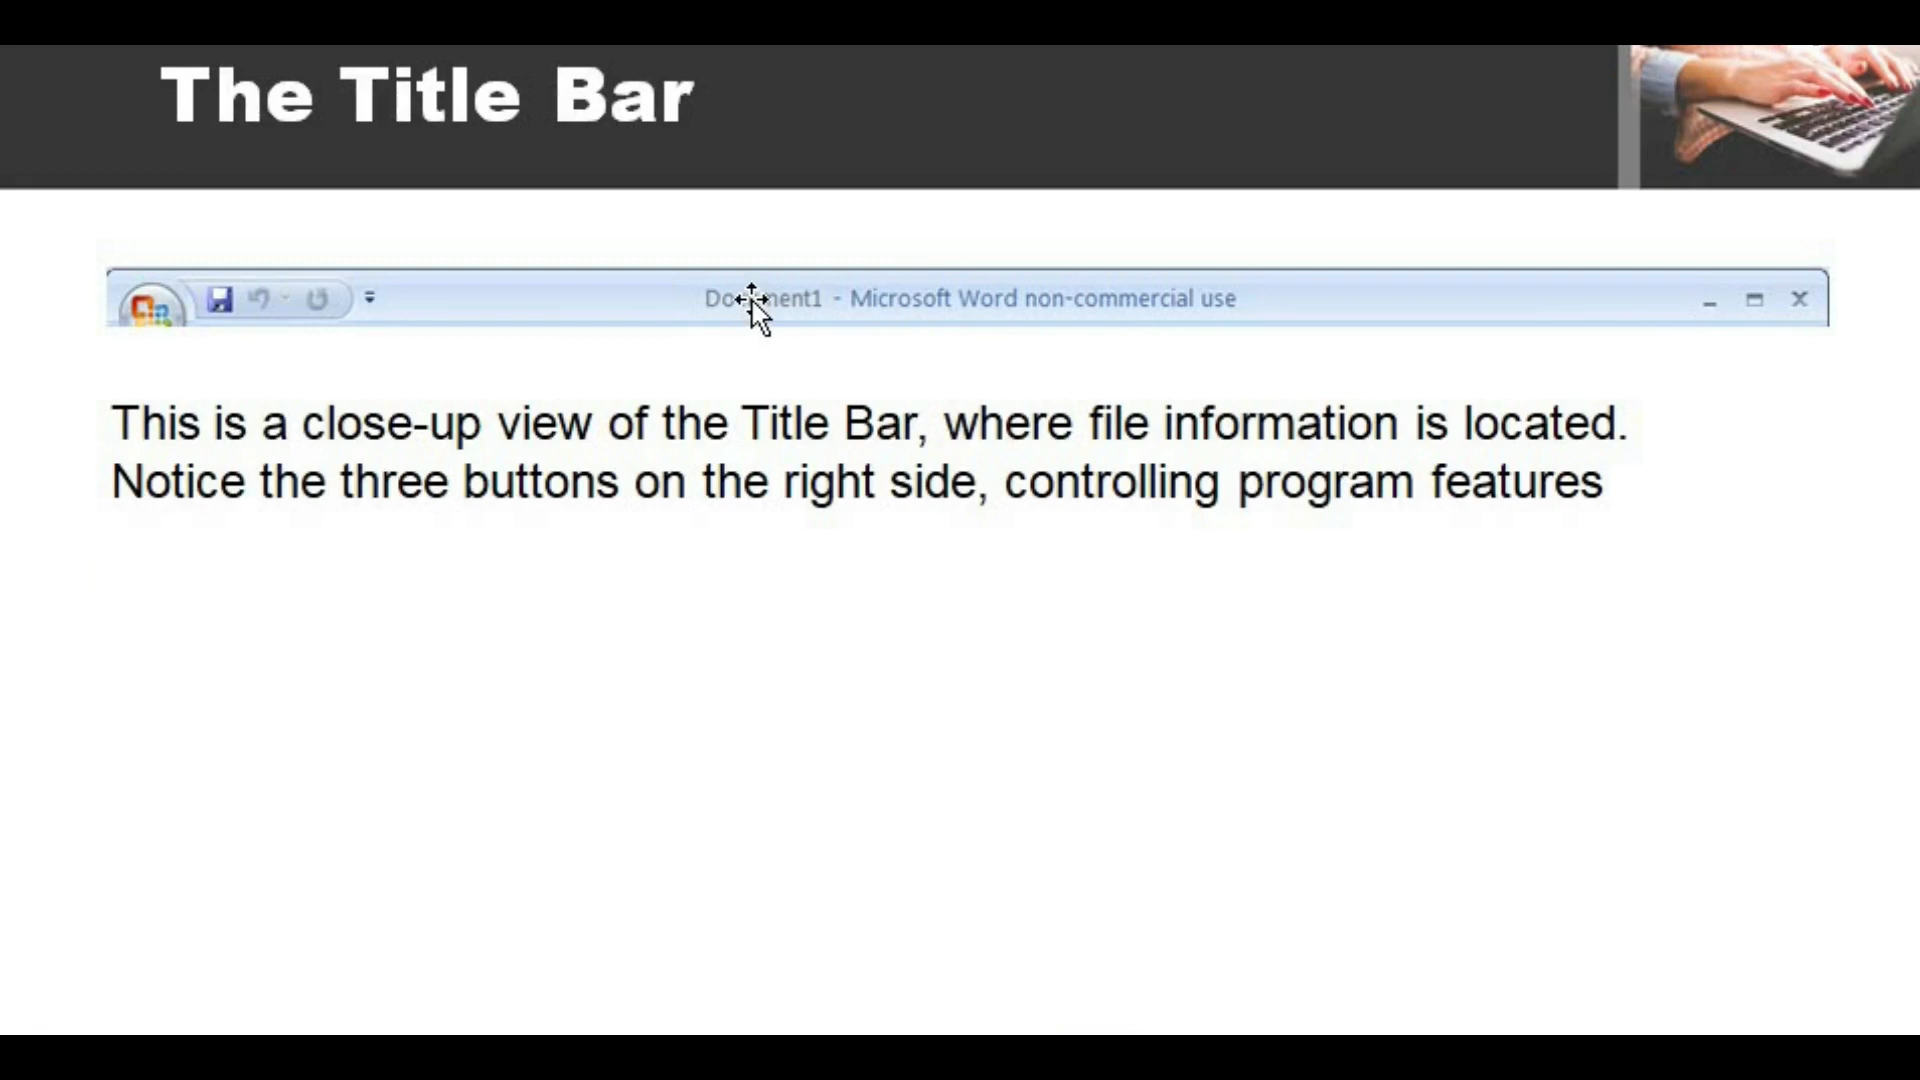 The Title Bar
- Microsoft Word non-commercial use
This is a close-up view of the Title Bar, where file information is located.
Notice the three buttons on the right side, controlling program features